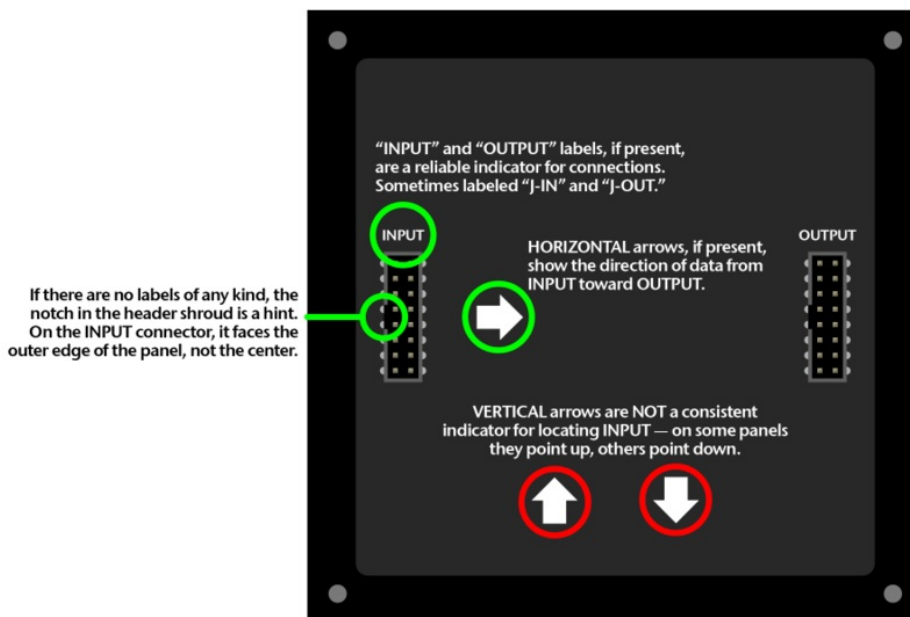 “INPUT” and “OUTPUT” labels, if present,
are a reliable indicator for connections.
Sometimes labeled “J-IN” and “J-OUT.”
INPUT
HORIZONTAL arrows, if present,
show the direction of data from
INPUT toward OUTPUT.
OUTPUT
If there are no labels of any kind, the
notch in the header shroud is a hint.
On the INPUT connector, it faces the
outer edge of the panel, not the center.
VERTICAL arrows are NOT a consistent
indicator for locating INPUT — on some panels
they point up, others point down.